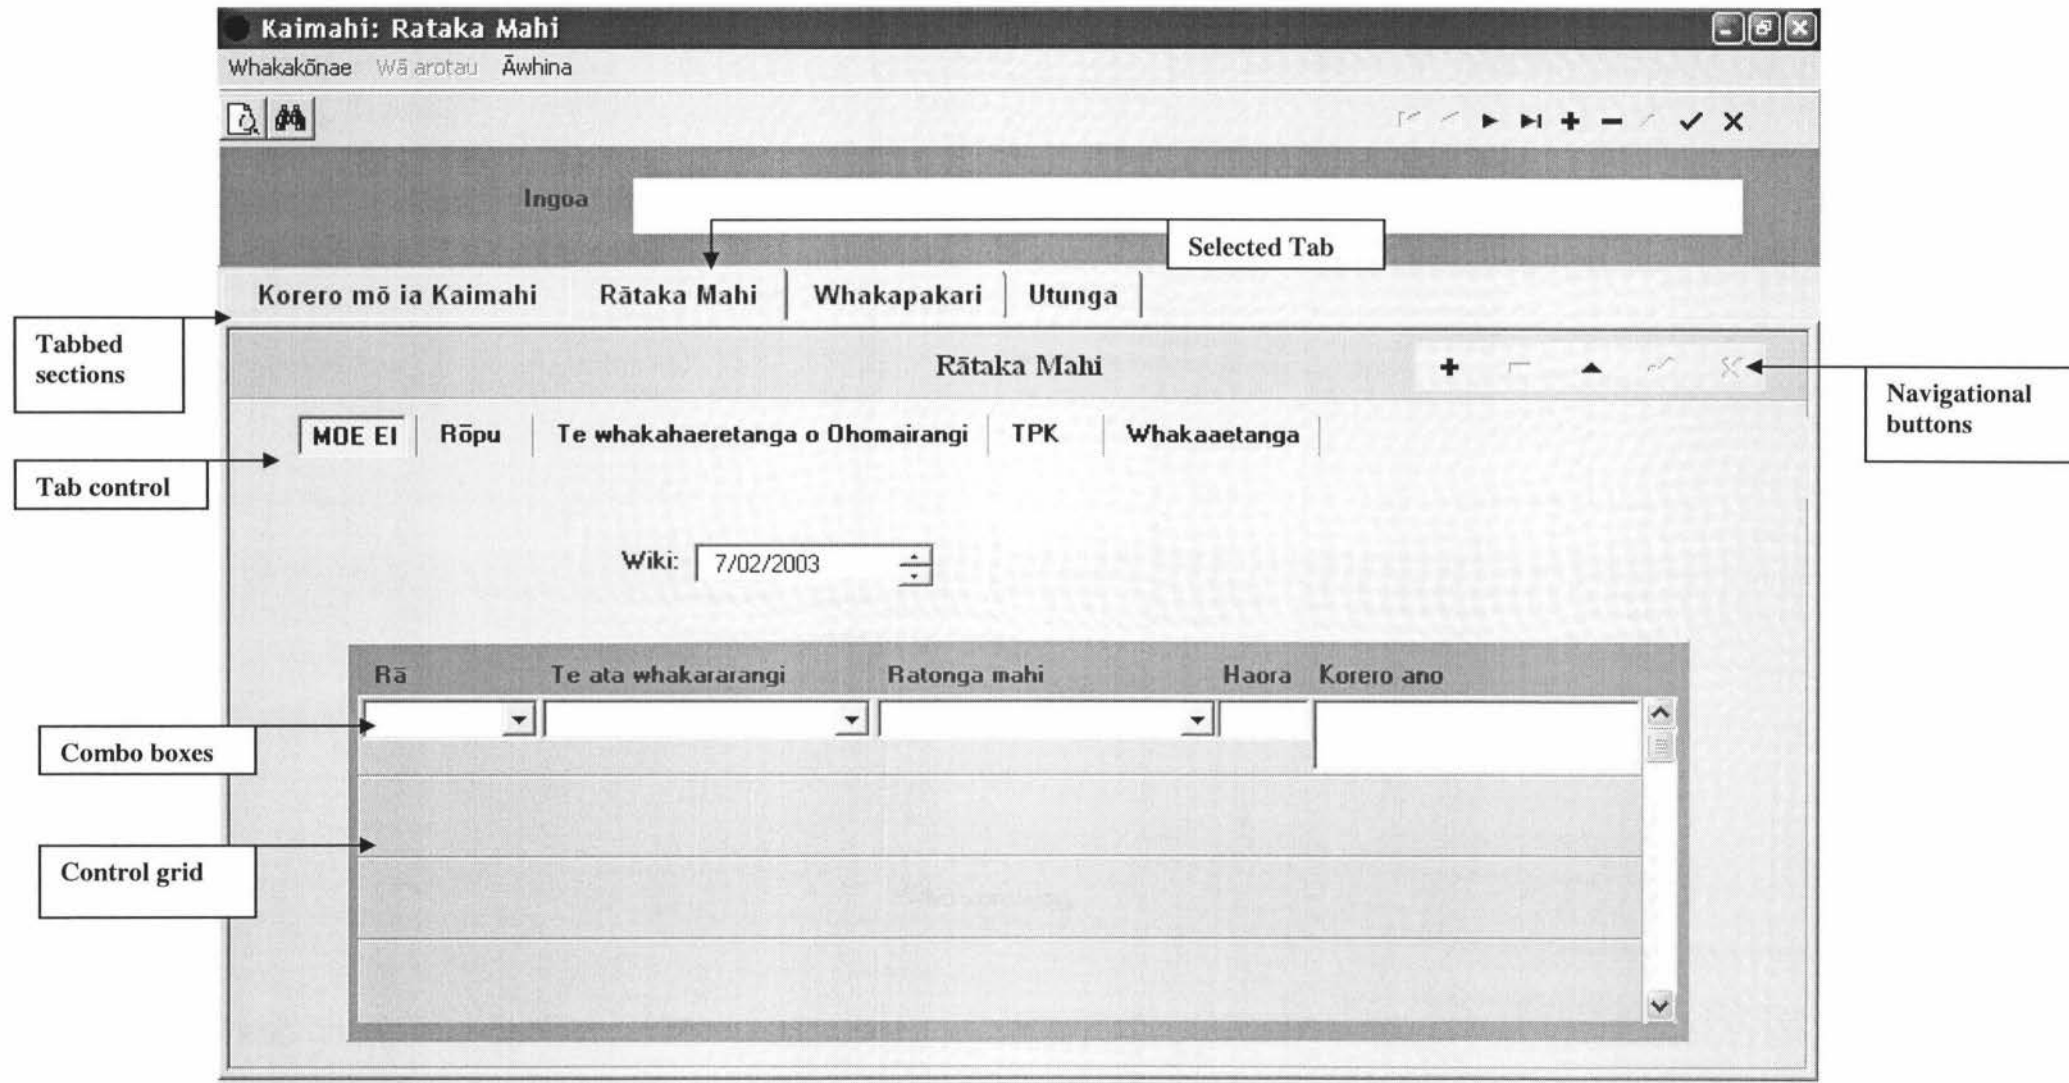 Kaimahi: Rataka Mahi
Whakakōnae Wā arotau Āwhina
Ingoa
Selected Tab
Korero mō ia Kaimahi Rātaka Mahi Whakapakari Utunga
Tabbed
sections
Rātaka Mahi
Navigational
buttons
MOE EI Rōpu Te whakahaeretanga o Ohomairangi TPK Whakaaetanga
Tab control
Wiki: 7/02/2003
Rā Te ata whakararangi Ratonga mahi Haora Korero ano
Combo boxes
Control grid